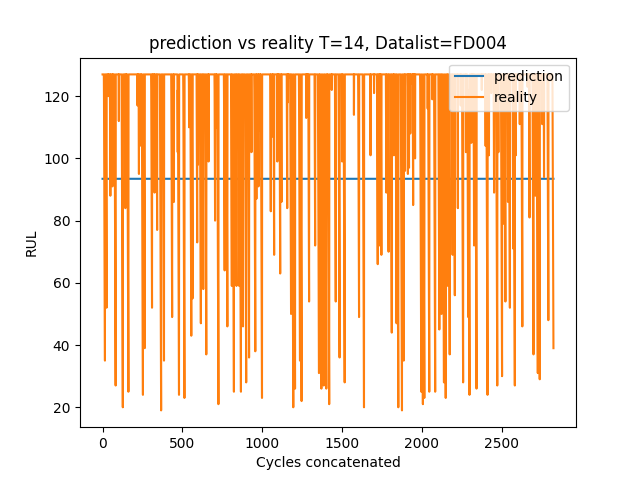 prediction vs reality T=14, Datalist=FD004
prediction
reality
RUL
120
100
80
60
40
20
0
500
1000
1500
2000
2500
Cycles concatenated